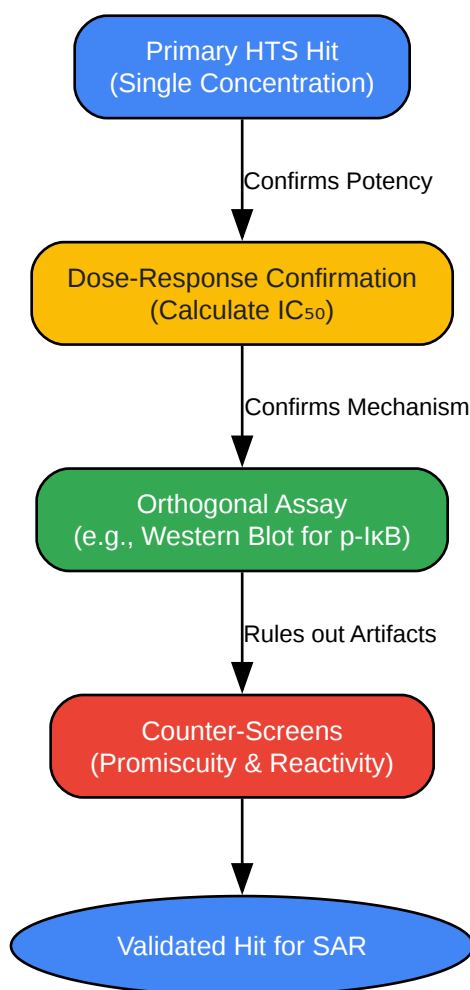 Primary HTS Hit
(Single Concentration)
Confirms Potency
Dose-Response Confirmation
(Calculate IC₅₀)
Confirms Mechanism
Orthogonal Assay
(e.g., Western Blot for p-IκB)
Rules out Artifacts
Counter-Screens
(Promiscuity & Reactivity)
Validated Hit for SAR